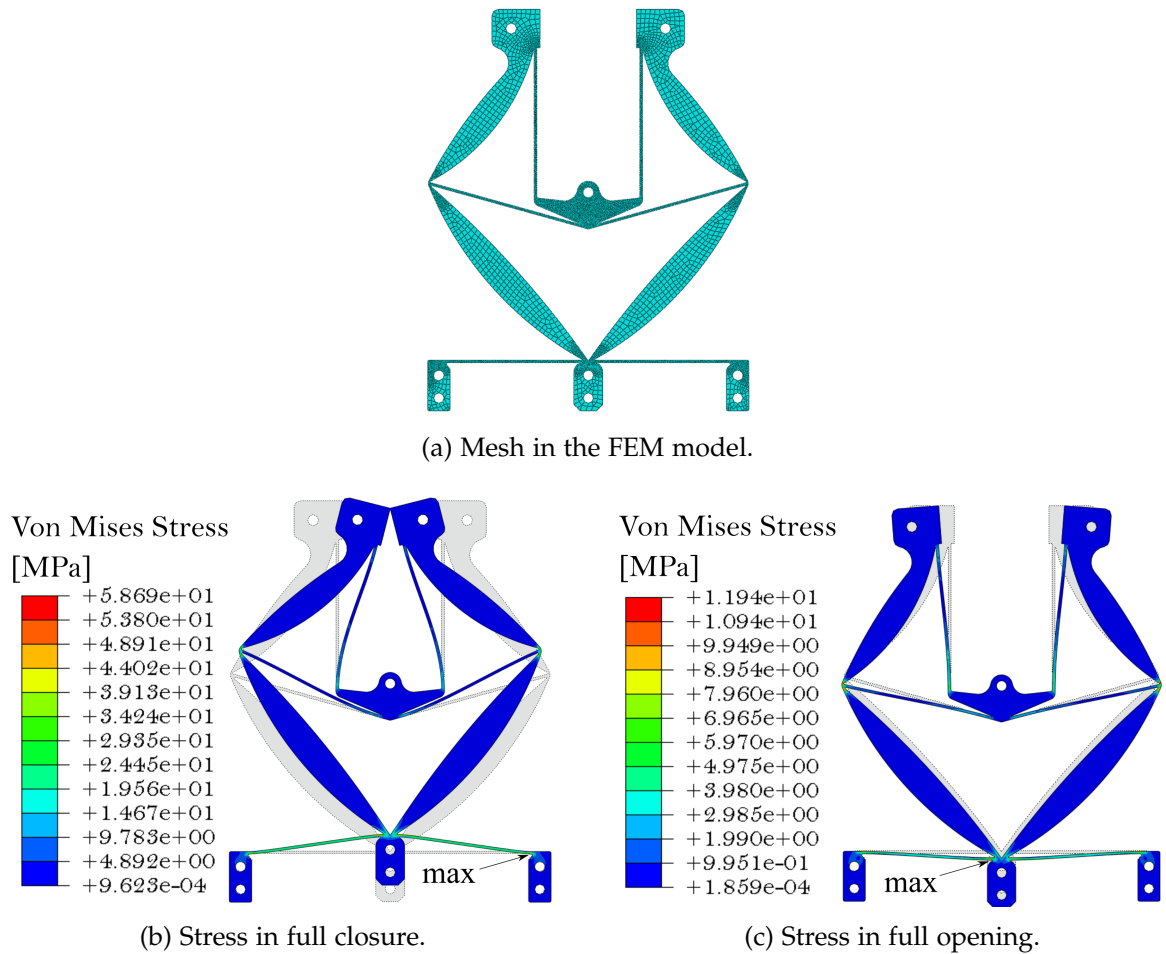 (a) Mesh in the FEM model.
Von Mises Stress
[MPa]
+5.869e+01
+5.380e+01
+4.891e+01
+4.402e+01
+3.913e+01
+3.424e+01
+2.935e+01
+2.445e+01
+1.956e+01
+1.467e+01
+9.783e+00
+4.892e+00
+9.623e-04
max
(b) Stress in full closure.
Von Mises Stress
[MPa]
+1.194e+01
+1.094e+01
+9.949e+00
+8.954e+00
+7.960e+00
+6.965e+00
+5.970e+00
+4.975e+00
+3.980e+00
+2.985e+00
+1.990e+00
+9.951e-01
+1.859e-04
max
(c) Stress in full opening.